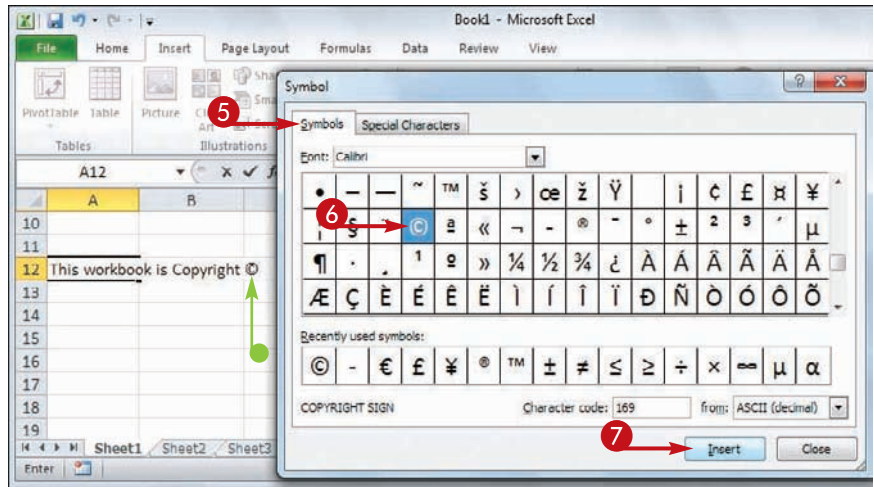 Book1 - Microsoft Excel
File Home Insert Page Layout Formulas Data Review View
PivotTable Table Picture
Art
Tables Illustrations
5
Symbol
Symbols Special Characters
Font: Calibri
• – — ~ ™ š › œ ž Ÿ ¡ ¢ £ ¤ ¥
6
¦ § ¨ © ª « ¬ - ® ¯ ° ± ² ³ ´ µ
¶ · ¸ ¹ º » ¼ ½ ¾ ¿ À Á Â Ã Ä Å
Æ Ç È É Ê Ë Ì Í Î Ï Ð Ñ Ò Ó Ô Õ
Recently used symbols:
© - € £ ¥ ® ™ ± ≠ ≤ ≥ ÷ × ∞ µ α
COPYRIGHT SIGN Character code: 169 from: ASCII (decimal)
7
Insert Close
A12
A B
10
11
12 This workbook is Copyright ©
13
14
15
16
17
18
19
Sheet1 Sheet2 Sheet3
Enter